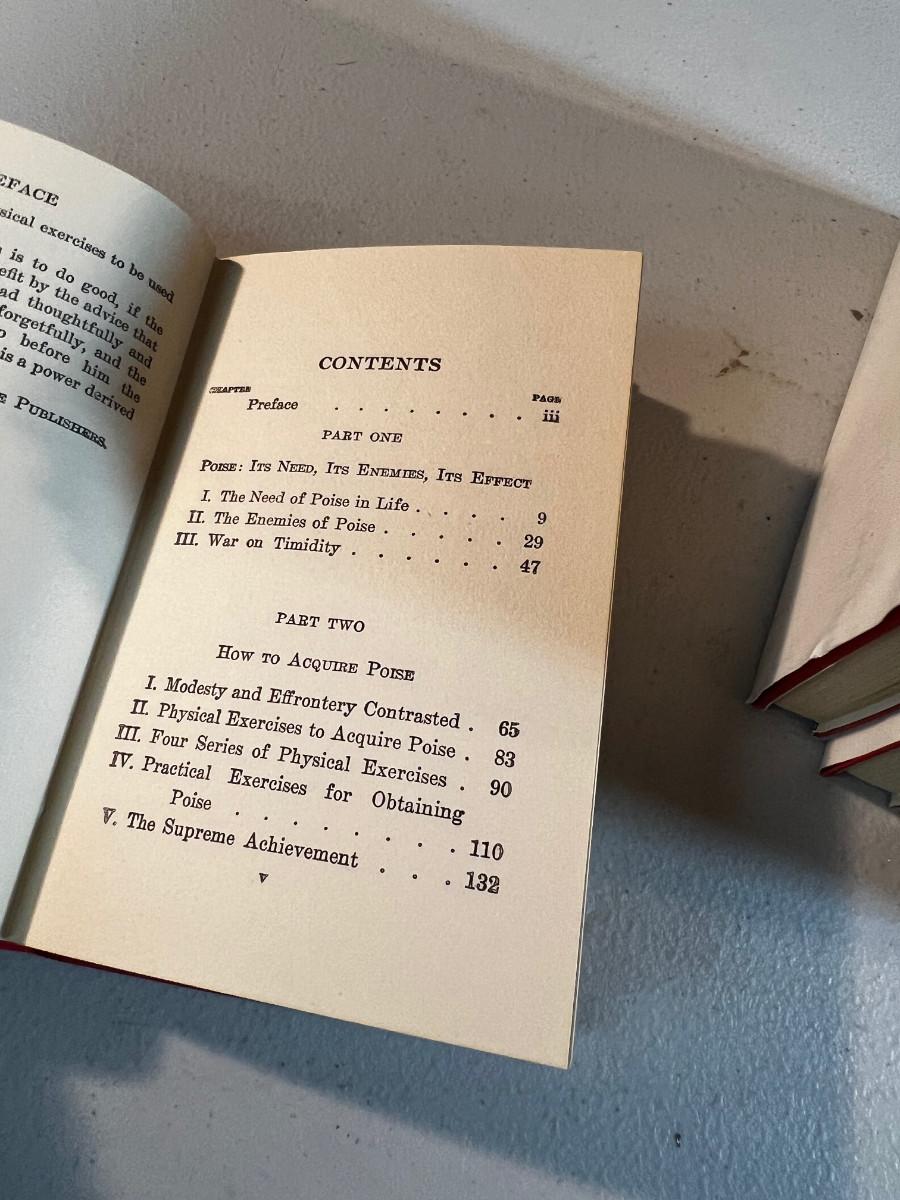 EFACE
sical exercises to be used
is to do good, if the
efit by the advice that
ad thoughtfully and
forgetfully, and the
before him the
is a power derived
E PUBLISHERS.
CONTENTS
CHAPTER PAGE
Preface . . . . . . . . iii
PART ONE
POISE: ITS NEED, ITS ENEMIES, ITS EFFECT
I. The Need of Poise in Life . . . . 9
II. The Enemies of Poise . . . . . 29
III. War on Timidity . . . . . . 47
PART TWO
HOW TO ACQUIRE POISE
I. Modesty and Effrontery Contrasted . 65
II. Physical Exercises to Acquire Poise . 83
III. Four Series of Physical Exercises . 90
IV. Practical Exercises for Obtaining
Poise . . . . . . . 110
V. The Supreme Achievement . . . 132
v